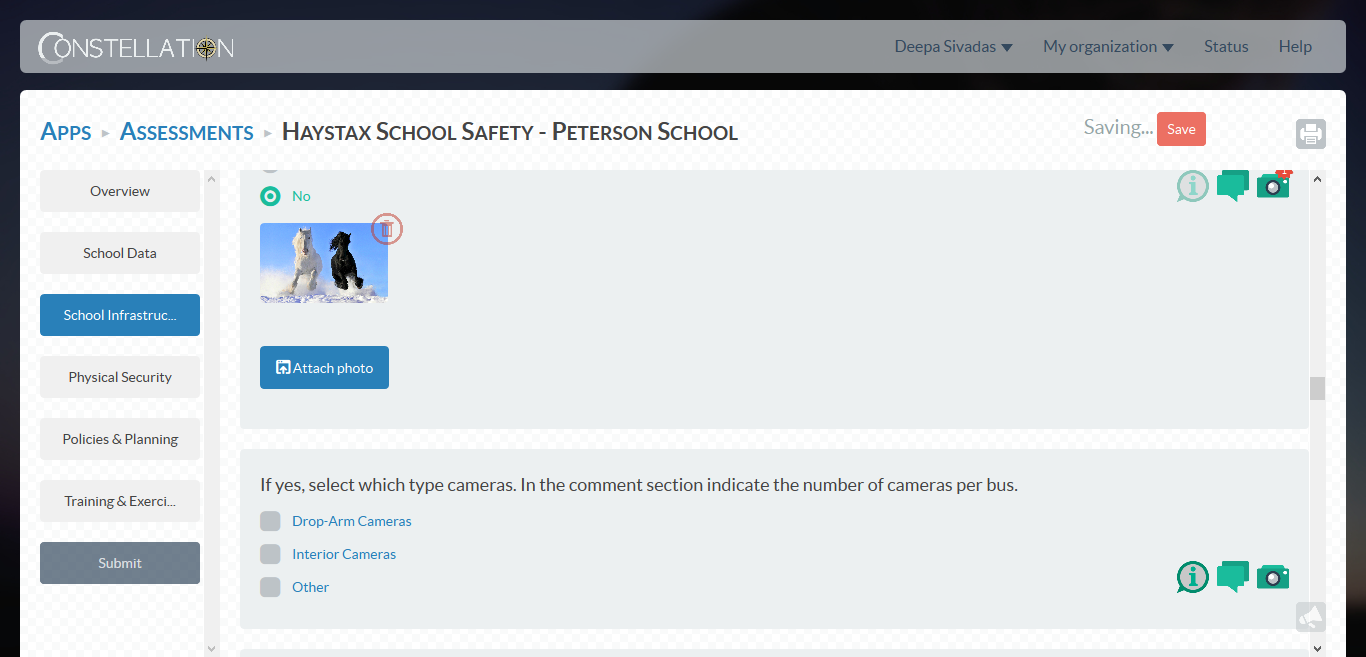 CONSTELLATION
Deepa Sivadas My organization Status Help
APPS ASSESSMENTS HAYSTAX SCHOOL SAFETY - PETERSON SCHOOL
Saving... Save
Overview
School Data
School Infrastruc...
Physical Security
Policies & Planning
Training & Exerci...
Submit
No
Attach photo
If yes, select which type cameras. In the comment section indicate the number of cameras per bus.
Drop-Arm Cameras
Interior Cameras
Other